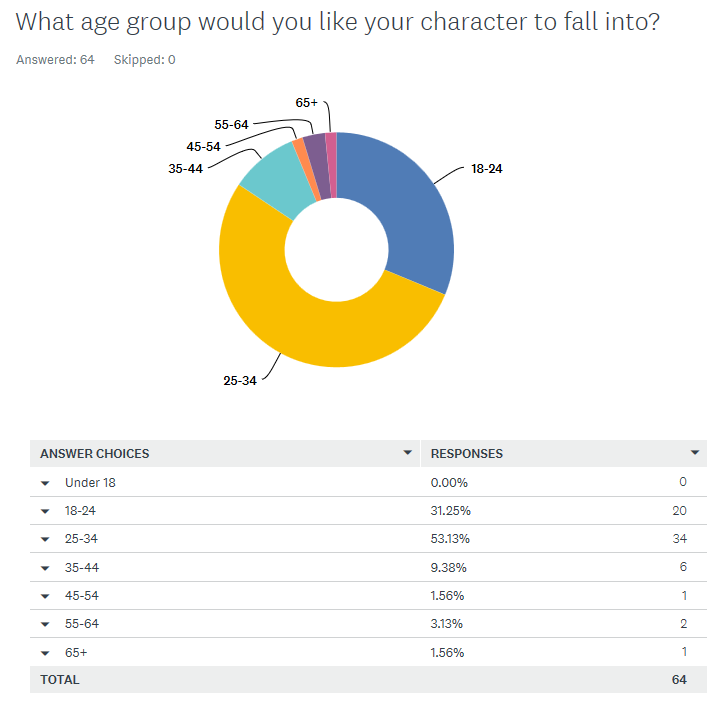 What age group would you like your character to fall into?
Answered: 64 Skipped: 0
65+
55-64
45-54
35-44
18-24
25-34
ANSWER CHOICES RESPONSES
Under 18 0.00% 0
18-24 31.25% 20
25-34 53.13% 34
35-44 9.38% 6
45-54 1.56% 1
55-64 3.13% 2
65+ 1.56% 1
TOTAL 64